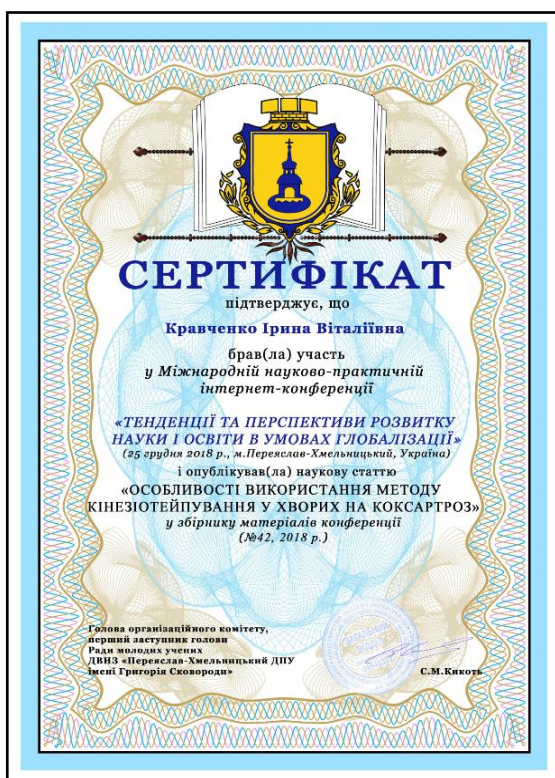 СЕРТИФІКАТ
підтверджує, що
Кравченко Ірина Віталіївна
брав(ла) участь
у Міжнародній науково-практичній
інтернет-конференції
«ТЕНДЕНЦІЇ ТА ПЕРСПЕКТИВИ РОЗВИТКУ
НАУКИ І ОСВІТИ В УМОВАХ ГЛОБАЛІЗАЦІЇ»
(25 грудня 2018 р., м.Переяслав-Хмельницький, Україна)
і опублікував(ла) наукову статтю
«ОСОБЛИВОСТІ ВИКОРИСТАННЯ МЕТОДУ
КІНЕЗІОТЕЙПУВАННЯ У ХВОРИХ НА КОКСАРТРОЗ»
у збірнику матеріалів конференції
(№42, 2018 р.)
Голова організаційного комітету,
перший заступник голови
Ради молодих учених
ДВНЗ «Переяслав-Хмельницький ДПУ
імені Григорія Сковороди»
С.М.Кикоть